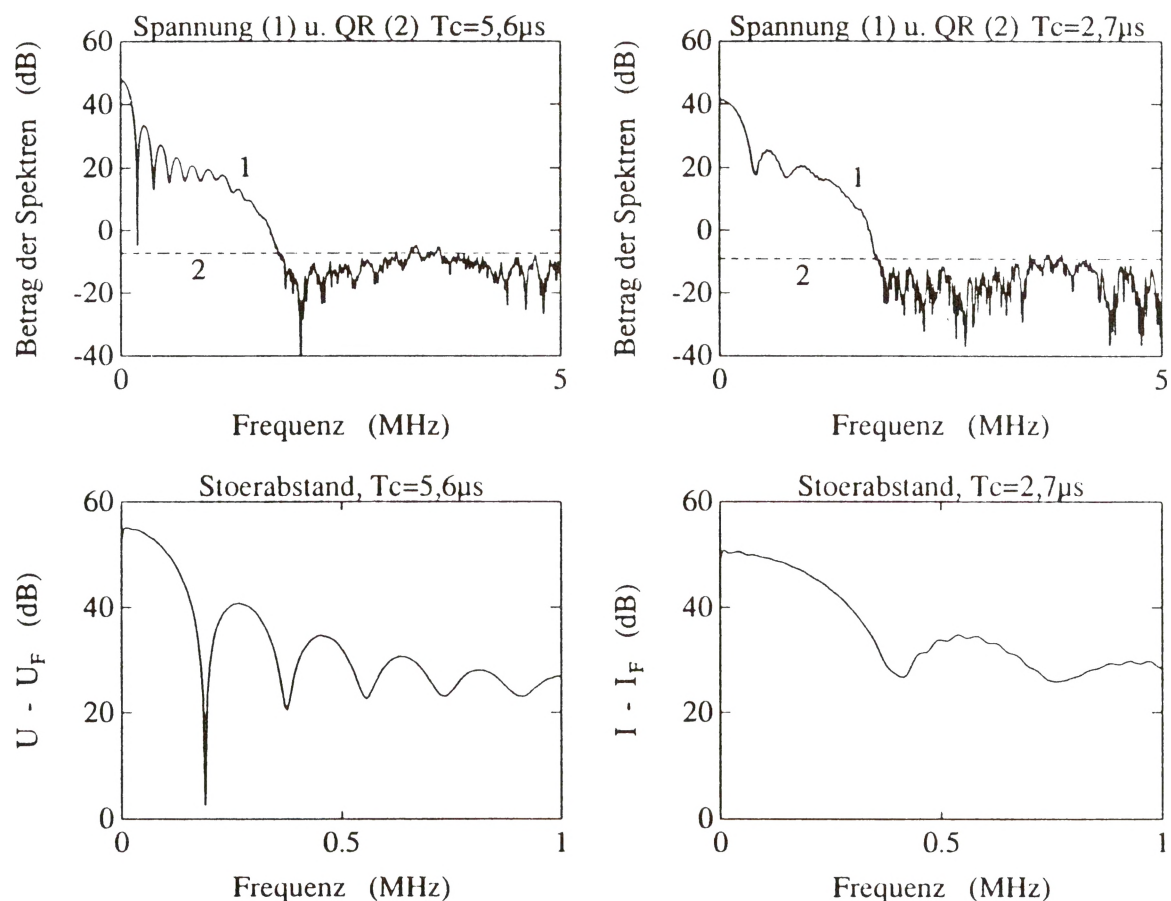 Spannung (1) u. QR (2) Tc=5,6µs
Betrag der Spektren (dB)
60
40
20
0
-20
-40
1
2
0
5
Frequenz (MHz)
Spannung (1) u. QR (2) Tc=2,7µs
Betrag der Spektren (dB)
60
40
20
0
-20
-40
1
2
0
5
Frequenz (MHz)
Stoerabstand, Tc=5,6µs
U - U_F (dB)
60
40
20
0
0
0.5
1
Frequenz (MHz)
Stoerabstand, Tc=2,7µs
I - I_F (dB)
60
40
20
0
0
0.5
1
Frequenz (MHz)